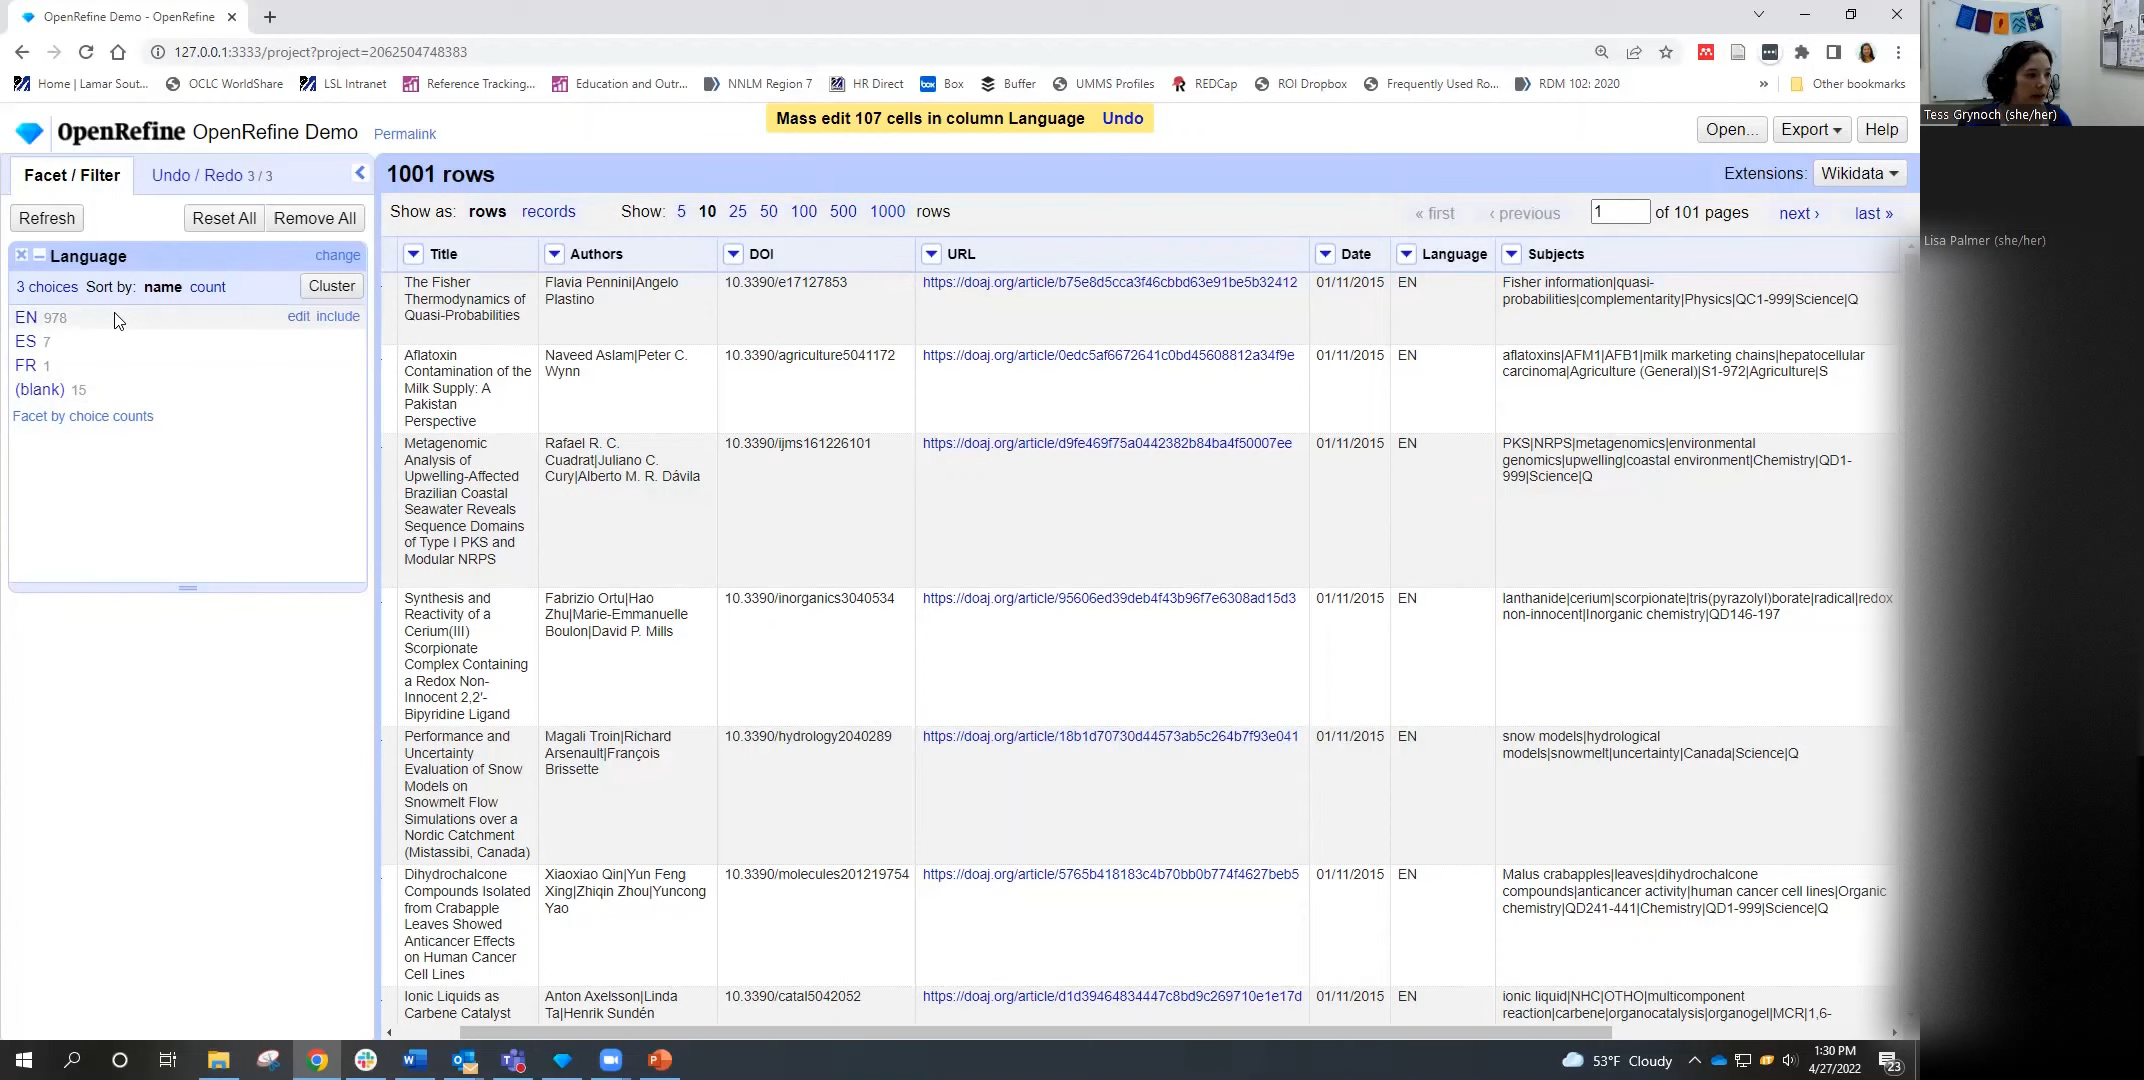 OpenRefine Demo - OpenRefine
127.0.0.1:3333/project?project=2062504748383
Home | Lamar Sout... OCLC WorldShare LSL Intranet Reference Tracking... Education and Outr... NNLM Region 7 HR Direct Box Buffer UMMS Profiles REDCap ROI Dropbox Frequently Used Ro... RDM 102: 2020 » Other bookmarks
Tess Grynoch (she/her)
Mass edit 107 cells in column Language Undo
OpenRefine OpenRefine Demo Permalink
Open... Export Help
Facet / Filter Undo / Redo 3 / 3
1001 rows
Extensions: Wikidata
Refresh Reset All Remove All
Show as: rows records Show: 5 10 25 50 100 500 1000 rows
« first ‹ previous 1 of 101 pages next › last »
Lisa Palmer (she/her)
Language change
3 choices Sort by: name count Cluster
EN 978 edit include
ES 7
FR 1
(blank) 15
Facet by choice counts
Title Authors DOI URL Date Language Subjects
The Fisher
Thermodynamics of
Quasi-Probabilities
Flavia Pennini|Angelo
Plastino
10.3390/e17127853
https://doaj.org/article/b75e8d5cca3f46cbbd63e91be5b32412
01/11/2015
EN
Fisher information|quasi-
probabilities|complementarity|Physics|QC1-999|Science|Q
Aflatoxin
Contamination of the
Milk Supply: A
Pakistan
Perspective
Naveed Aslam|Peter C.
Wynn
10.3390/agriculture5041172
https://doaj.org/article/0edc5af6672641c0bd45608812a34f9e
01/11/2015
EN
aflatoxins|AFM1|AFB1|milk marketing chains|hepatocellular
carcinoma|Agriculture (General)|S1-972|Agriculture|S
Metagenomic
Analysis of
Upwelling-Affected
Brazilian Coastal
Seawater Reveals
Sequence Domains
of Type I PKS and
Modular NRPS
Rafael R. C.
Cuadrat|Juliano C.
Cury|Alberto M. R. Dávila
10.3390/ijms161226101
https://doaj.org/article/d9fe469f75a0442382b84ba4f50007ee
01/11/2015
EN
PKS|NRPS|metagenomics|environmental
genomics|upwelling|coastal environment|Chemistry|QD1-
999|Science|Q
Synthesis and
Reactivity of a
Cerium(III)
Scorpionate
Complex Containing
a Redox Non-
Innocent 2,2'-
Bipyridine Ligand
Fabrizio Ortu|Hao
Zhu|Marie-Emmanuelle
Boulon|David P. Mills
10.3390/inorganics3040534
https://doaj.org/article/95606ed39deb4f43b96f7e6308ad15d3
01/11/2015
EN
lanthanide|cerium|scorpionate|tris(pyrazolyl)borate|radical|redox
non-innocent|Inorganic chemistry|QD146-197
Performance and
Uncertainty
Evaluation of Snow
Models on
Snowmelt Flow
Simulations over a
Nordic Catchment
(Mistassibi, Canada)
Magali Troin|Richard
Arsenault|François
Brissette
10.3390/hydrology2040289
https://doaj.org/article/18b1d70730d44573ab5c264b7f93e041
01/11/2015
EN
snow models|hydrological
models|snowmelt|uncertainty|Canada|Science|Q
Dihydrochalcone
Compounds Isolated
from Crabapple
Leaves Showed
Anticancer Effects
on Human Cancer
Cell Lines
Xiaoxiao Qin|Yun Feng
Xing|Zhiqin Zhou|Yuncong
Yao
10.3390/molecules201219754
https://doaj.org/article/5765b418183c4b70bb0b774f4627beb5
01/11/2015
EN
Malus crabapples|leaves|dihydrochalcone
compounds|anticancer activity|human cancer cell lines|Organic
chemistry|QD241-441|Chemistry|QD1-999|Science|Q
Ionic Liquids as
Carbene Catalyst
Anton Axelsson|Linda
Ta|Henrik Sundén
10.3390/catal5042052
https://doaj.org/article/d1d39464834447c8bd9c269710e1e17d
01/11/2015
EN
ionic liquid|NHC|OTHO|multicomponent
reaction|carbene|organocatalysis|organogel|MCR|1,6-
53°F Cloudy
1:30 PM
4/27/2022
23